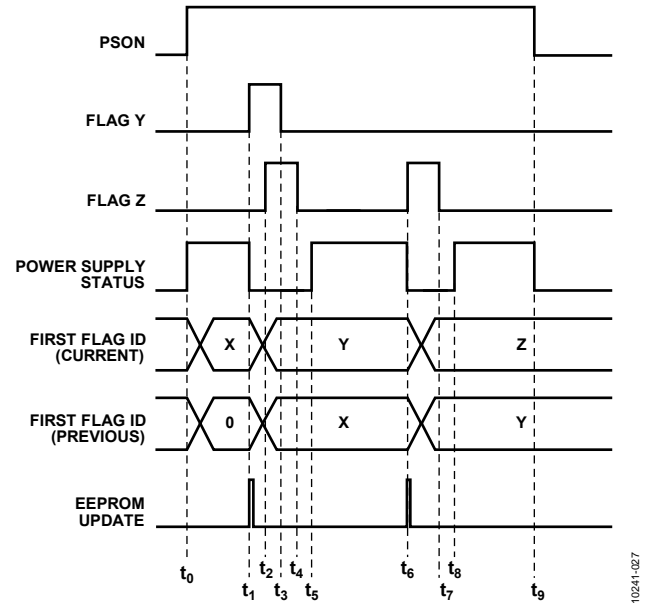 PSON
FLAG Y
FLAG Z
POWER SUPPLY
STATUS
FIRST FLAG ID
(CURRENT)
X
Y
Z
FIRST FLAG ID
(PREVIOUS)
0
X
Y
EEPROM
UPDATE
t0
t1
t2
t3
t4
t5
t6
t7
t8
t9
10241-027